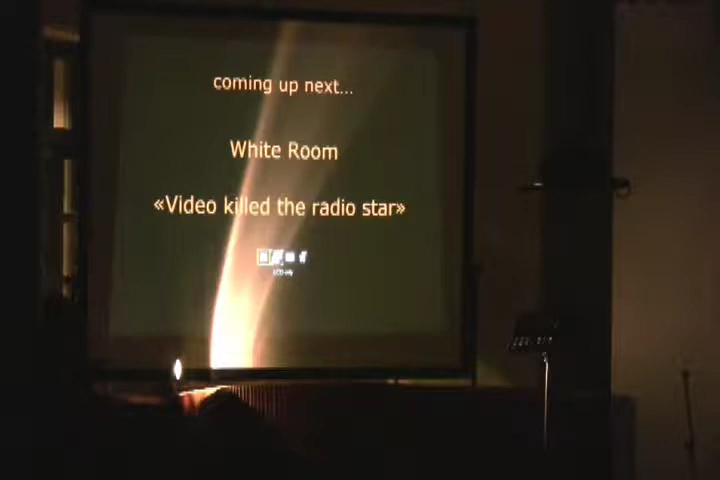 coming up next...
White Room
«Video killed the radio star»